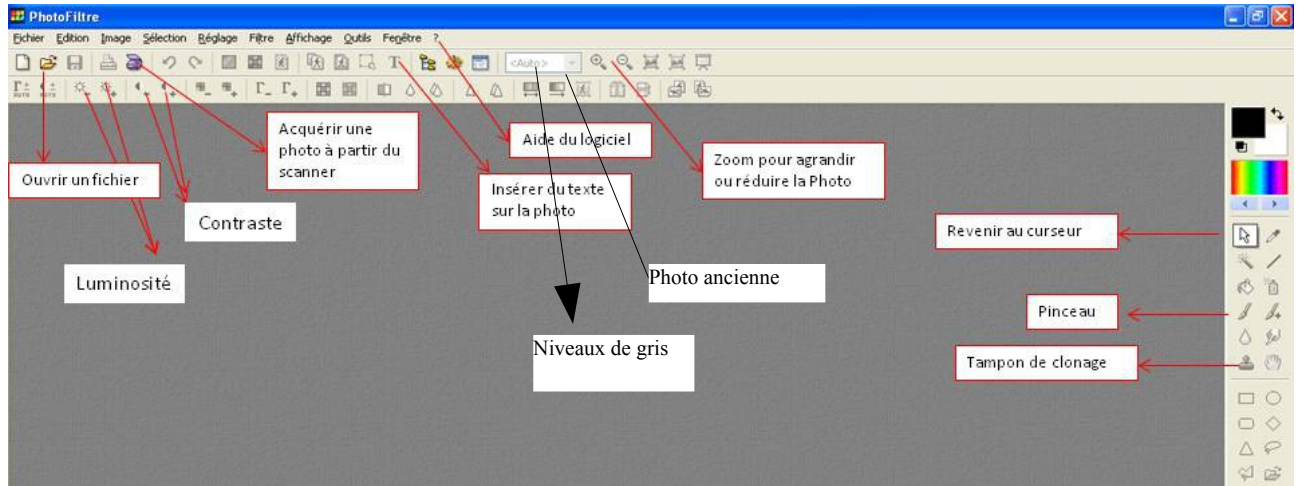 PhotoFiltre
Fichier Edition Image Sélection Réglage Filtre Affichage Outils Fenêtre ?
<Auto>
AUTO AUTO
Acquérir une
photo à partir du
scanner
Aide du logiciel
Zoom pour agrandir
ou réduire la Photo
Ouvrir un fichier
Insérer du texte
sur la photo
Contraste
Revenir au curseur
Luminosité
Photo ancienne
Pinceau
Niveaux de gris
Tampon de clonage